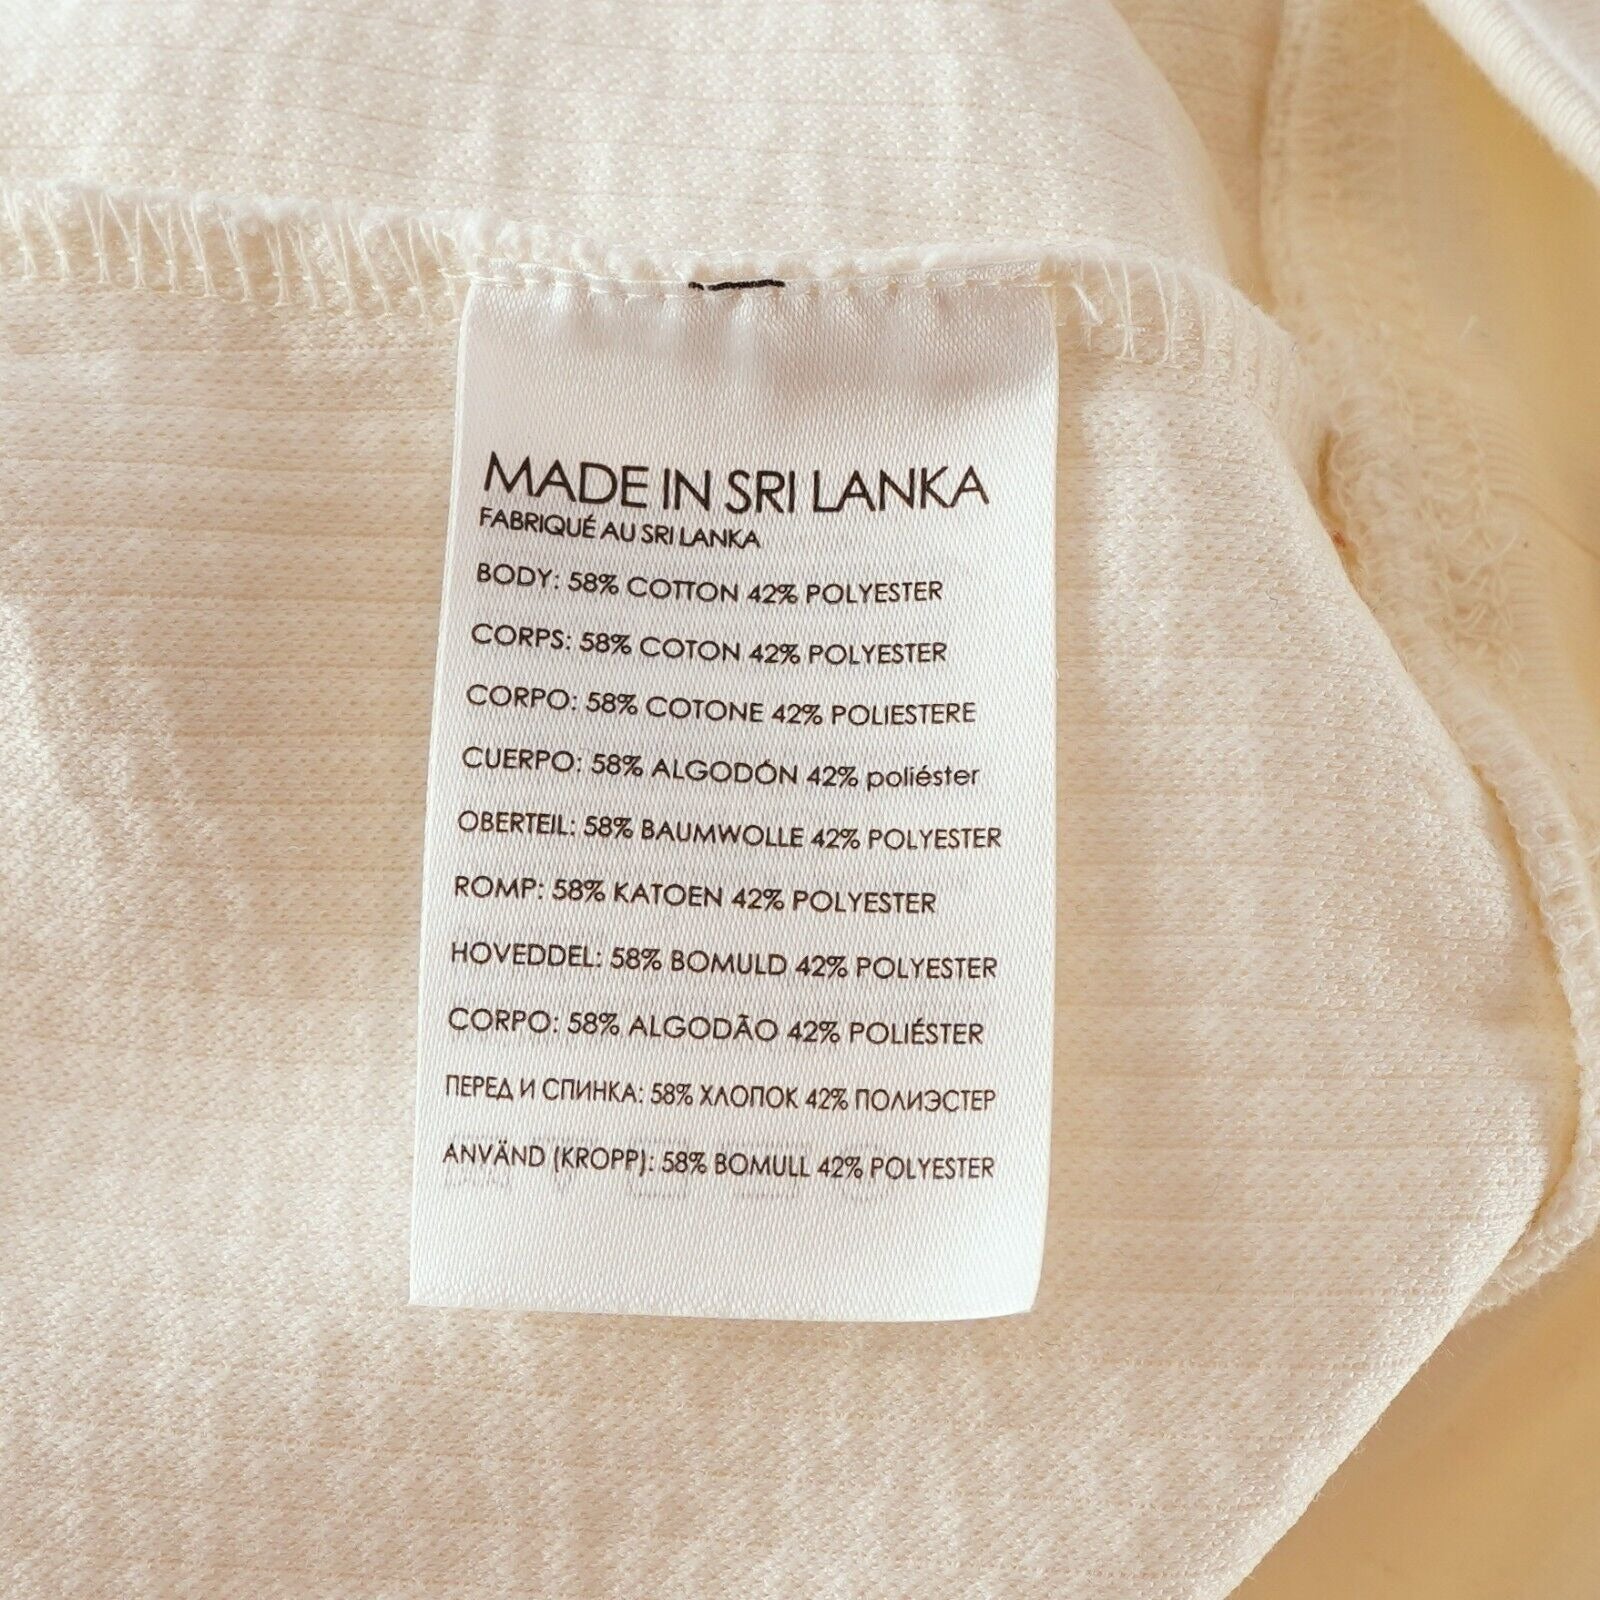 MADE IN SRI LANKA
FABRIQUÉ AU SRI LANKA
BODY: 58% COTTON 42% POLYESTER
CORPS: 58% COTON 42% POLYESTER
CORPO: 58% COTONE 42% POLIESTERE
CUERPO: 58% ALGODÓN 42% poliéster
OBERTEIL: 58% BAUMWOLLE 42% POLYESTER
ROMP: 58% KATOEN 42% POLYESTER
HOVEDDEL: 58% BOMULD 42% POLYESTER
CORPO: 58% ALGODÃO 42% POLIÉSTER
ПЕРЕД И СПИНКА: 58% ХЛОПОК 42% ПОЛИЭСТЕР
ANVÄND (KROPP): 58% BOMULL 42% POLYESTER